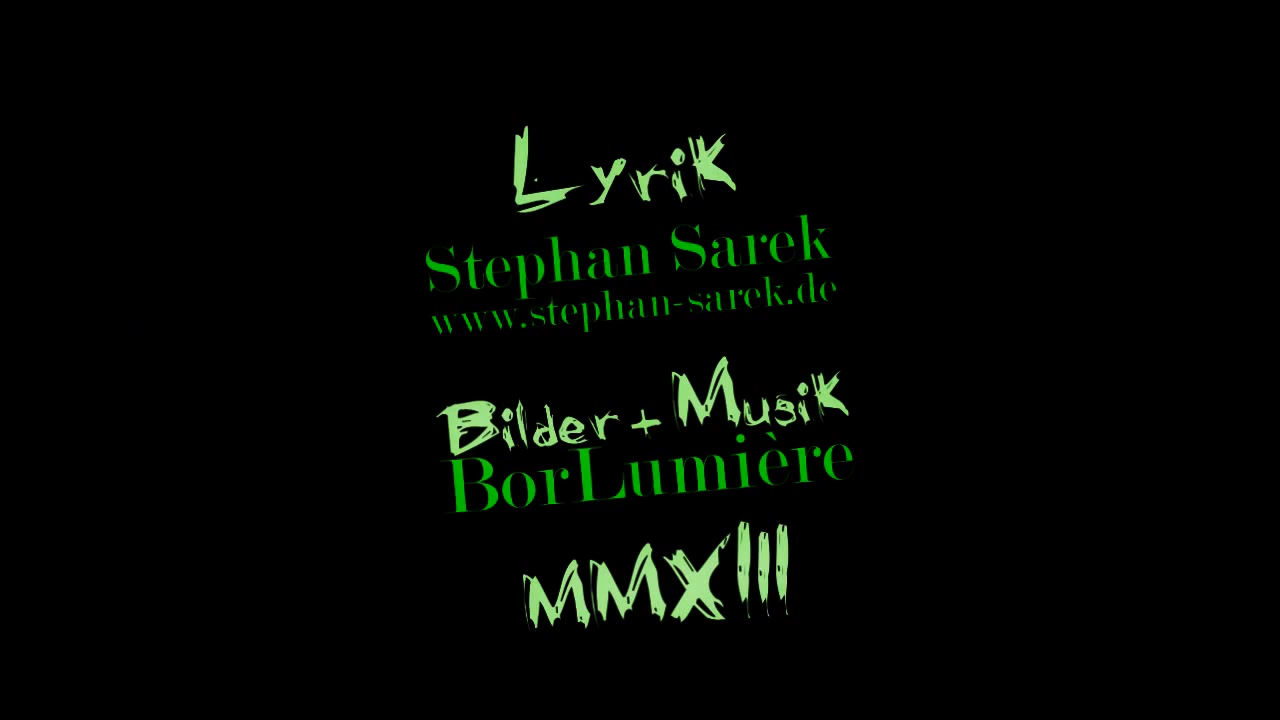 Lyrik
Stephan Sarek
www.stephan-sarek.de
Bilder + Musik
BorLumière
MMXIII